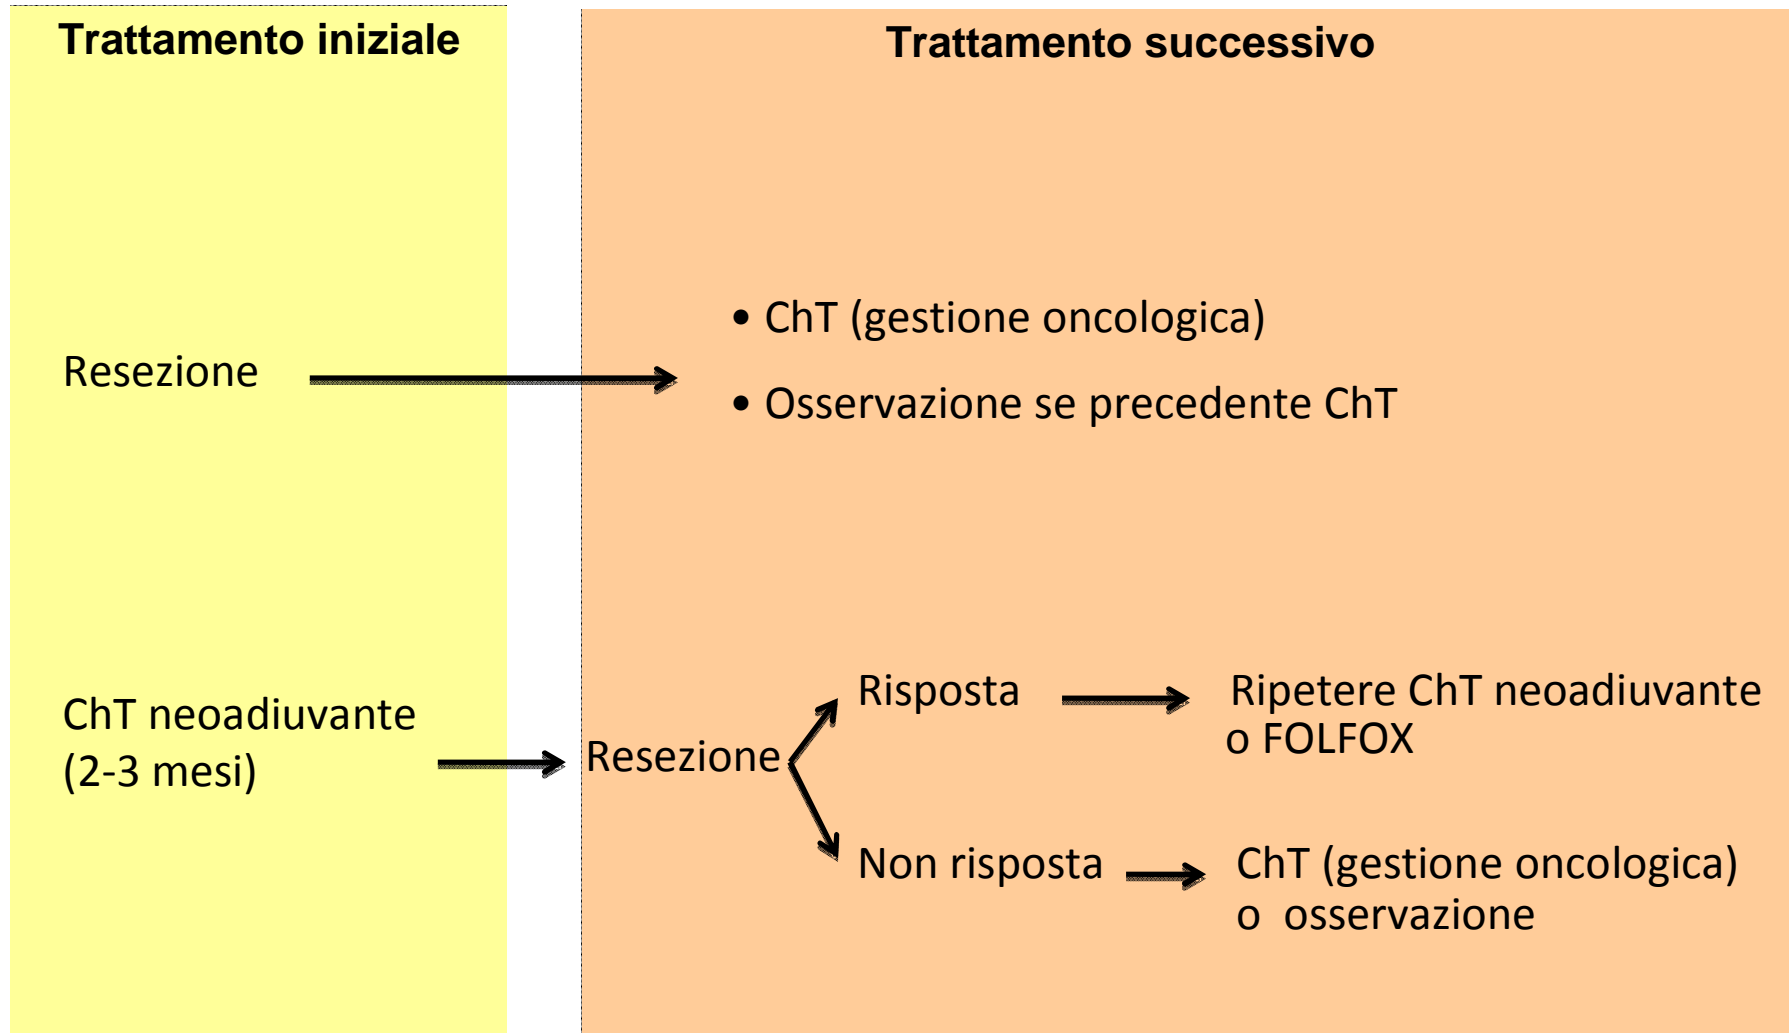 Trattamento iniziale
Trattamento successivo
Resezione
• ChT (gestione oncologica)
• Osservazione se precedente ChT
ChT neoadiuvante
(2-3 mesi)
Resezione
Risposta
Ripetere ChT neoadiuvante
o FOLFOX
Non risposta
ChT (gestione oncologica)
o osservazione